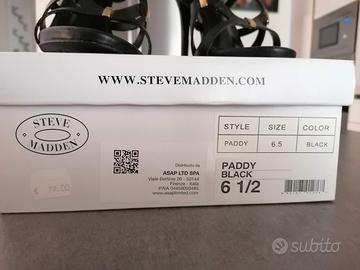 WWW.STEVEMADDEN.COM
STEVE
MADDEN
STYLE SIZE COLOR
PADDY 6.5 BLACK
Distribuito da
ASAP LTD SPA
Firenze - Italia
PADDY
BLACK
6 1/2
subito